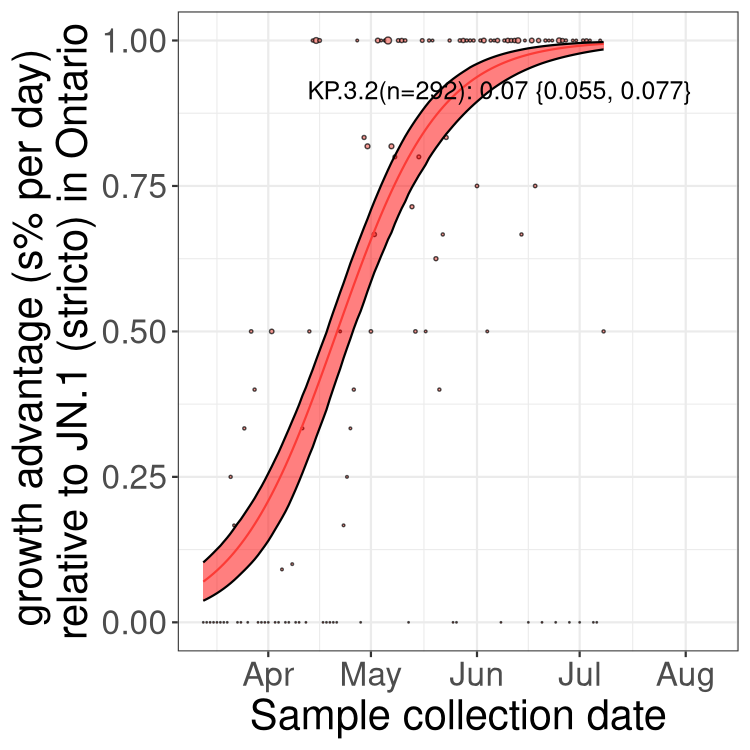 growth advantage (s% per day)
relative to JN.1 (stricto) in Ontario
1.00
0.75
0.50
0.25
0.00
KP.3.2(n=292): 0.07 {0.055, 0.077}
Apr May Jun Jul Aug
Sample collection date